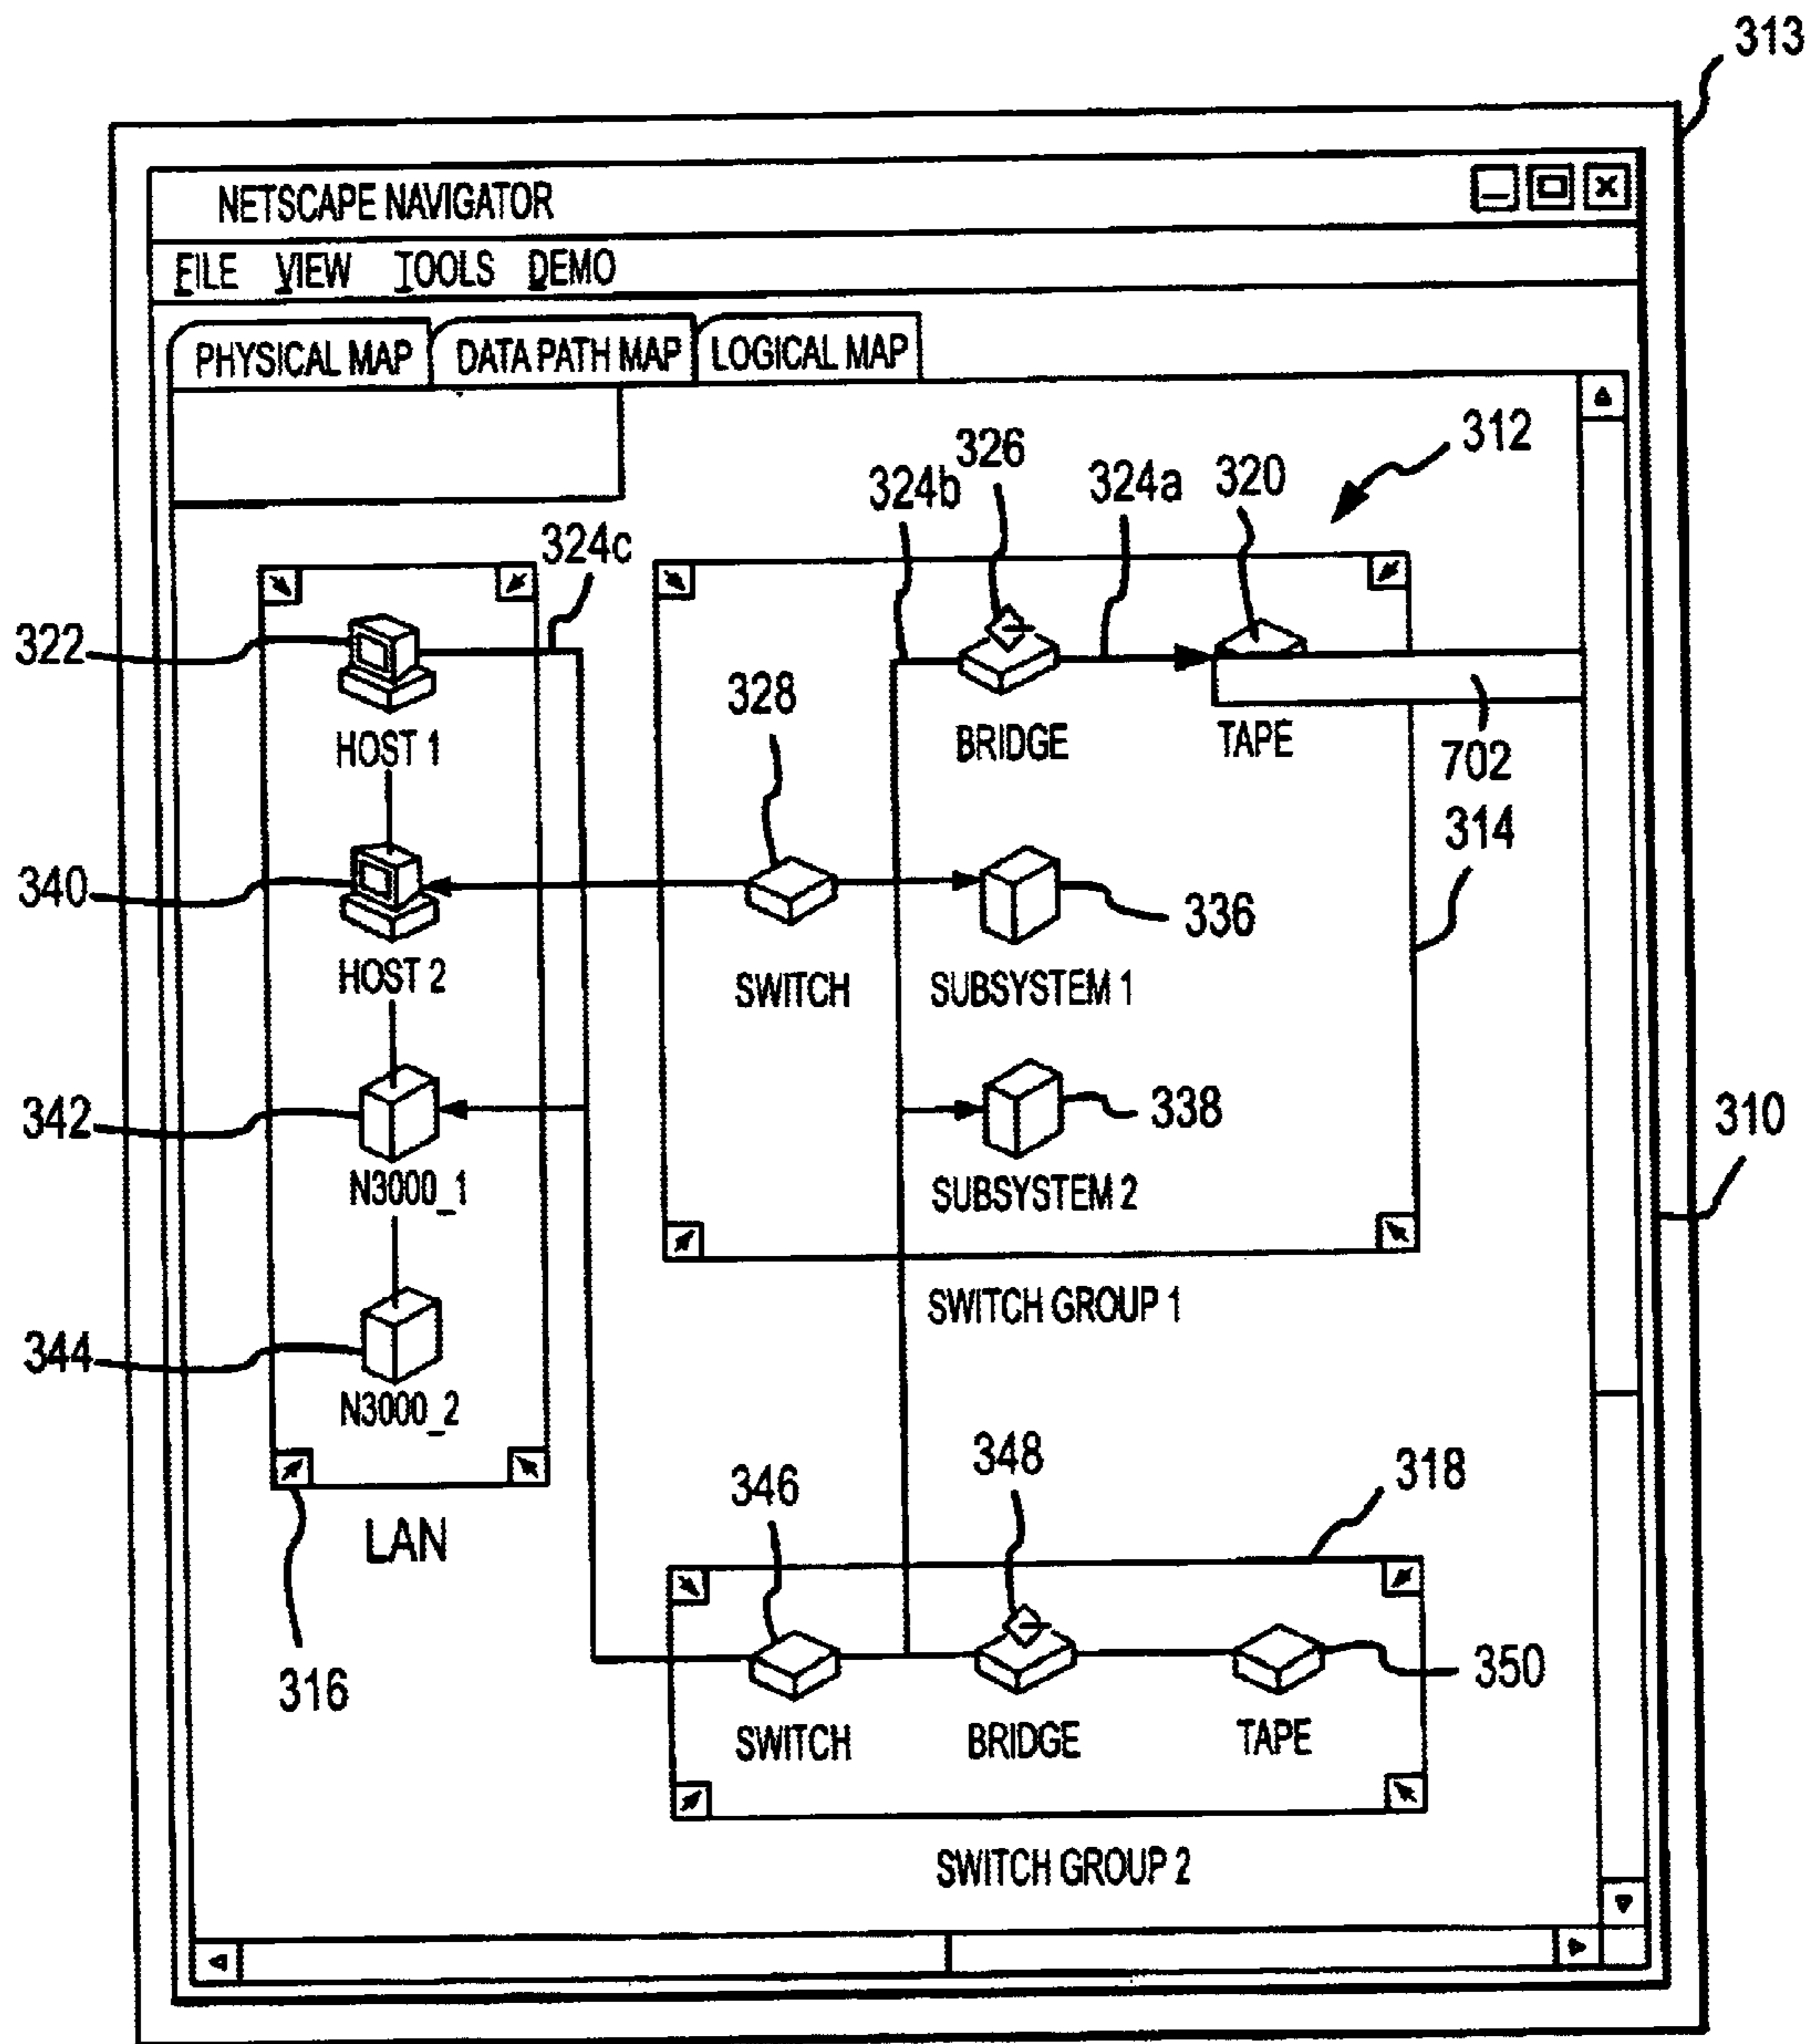 313
NETSCAPE NAVIGATOR
FILE VIEW TOOLS DEMO
PHYSICAL MAP DATA PATH MAP LOGICAL MAP
312
326
324b 324a 320
324c
322
328
HOST 1
BRIDGE TAPE
702
314
340
336
HOST 2
SWITCH SUBSYSTEM 1
342
338
310
N3000_1
SUBSYSTEM 2
SWITCH GROUP 1
344
N3000_2
346 348 318
LAN
316
350
SWITCH BRIDGE TAPE
SWITCH GROUP 2